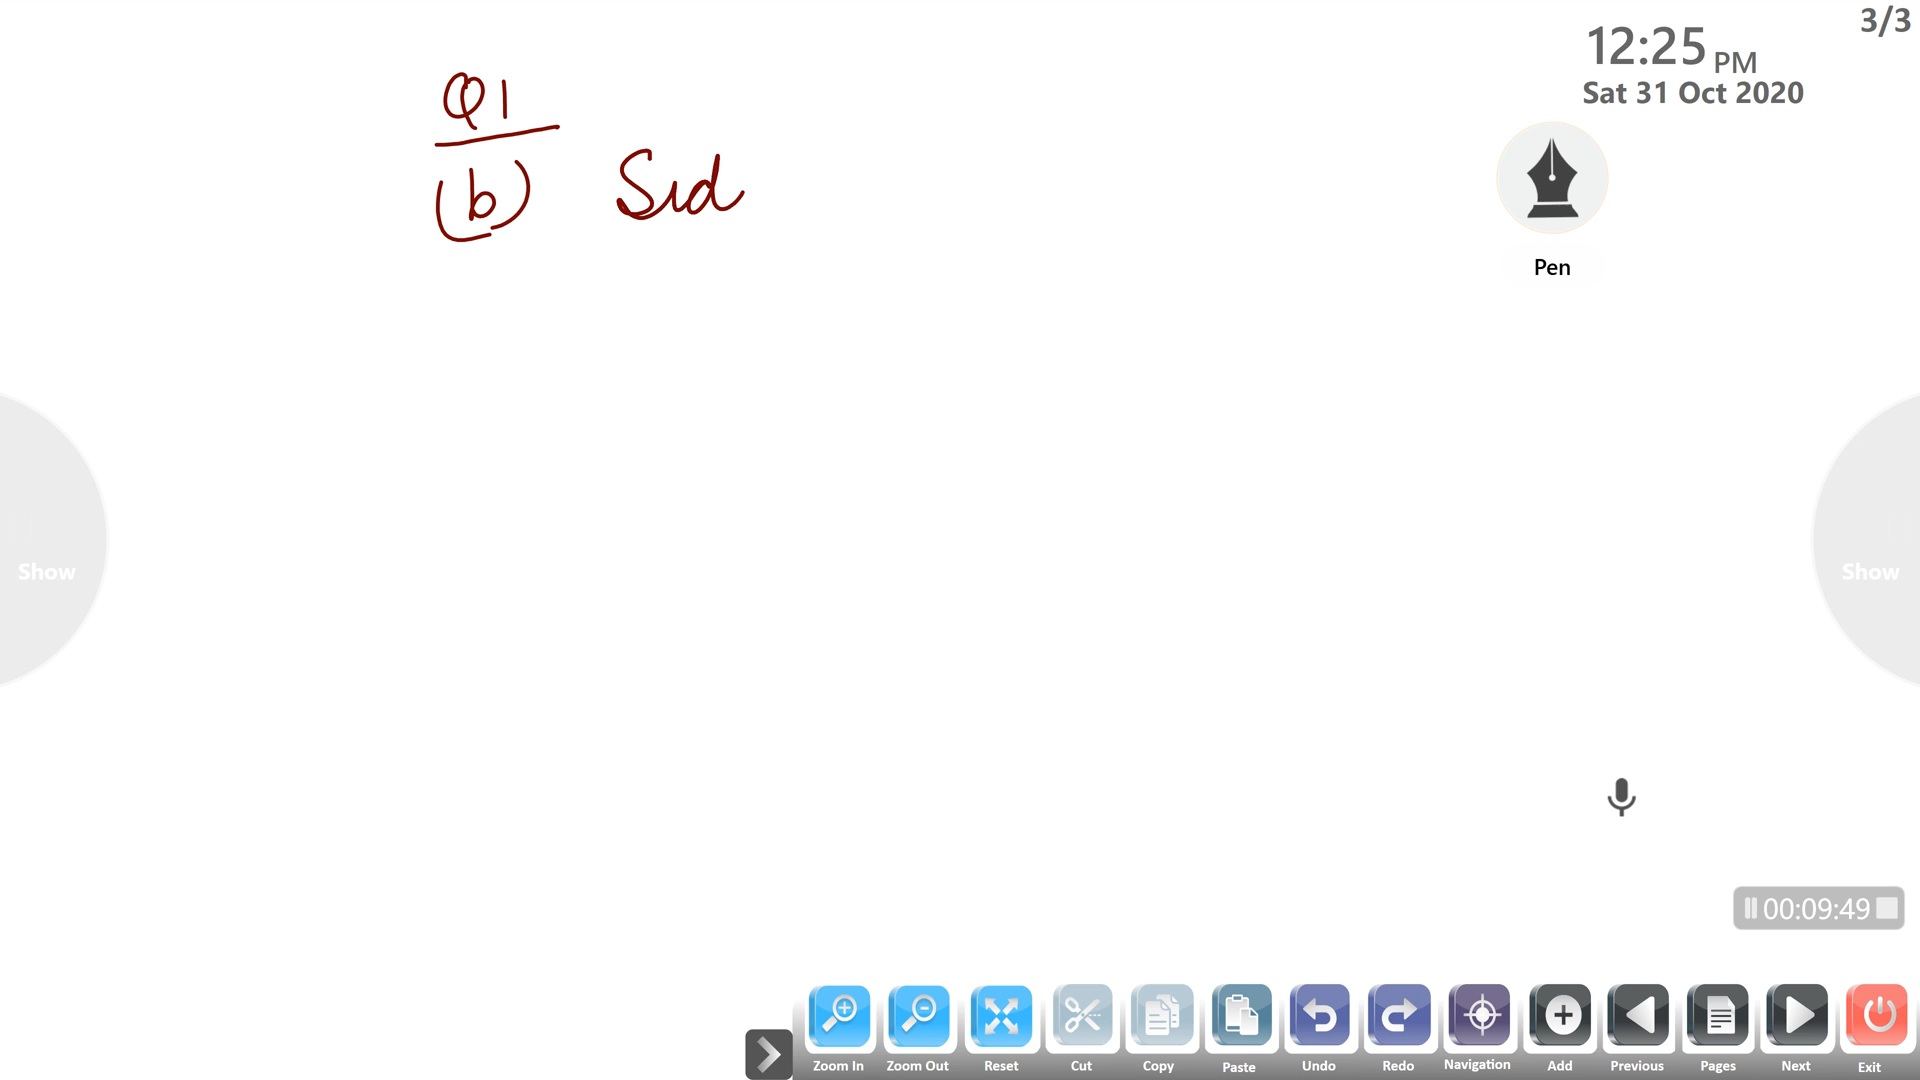 3/3
12:25 PM
Sat 31 Oct 2020
Q1
(b) Sid
Pen
Show
Show
00:09:49
Zoom In Zoom Out Reset Cut Copy Paste Undo Redo Navigation Add Previous Pages Next Exit